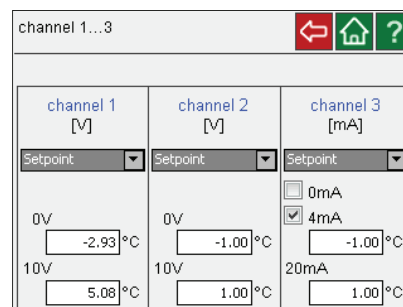 channel 1...3
?
channel 1 channel 2 channel 3
[V] [V] [mA]
Setpoint Setpoint Setpoint
0mA
0V 0V 4mA
-2.93 °C -1.00 °C -1.00 °C
10V 10V 20mA
5.08 °C 1.00 °C 1.00 °C